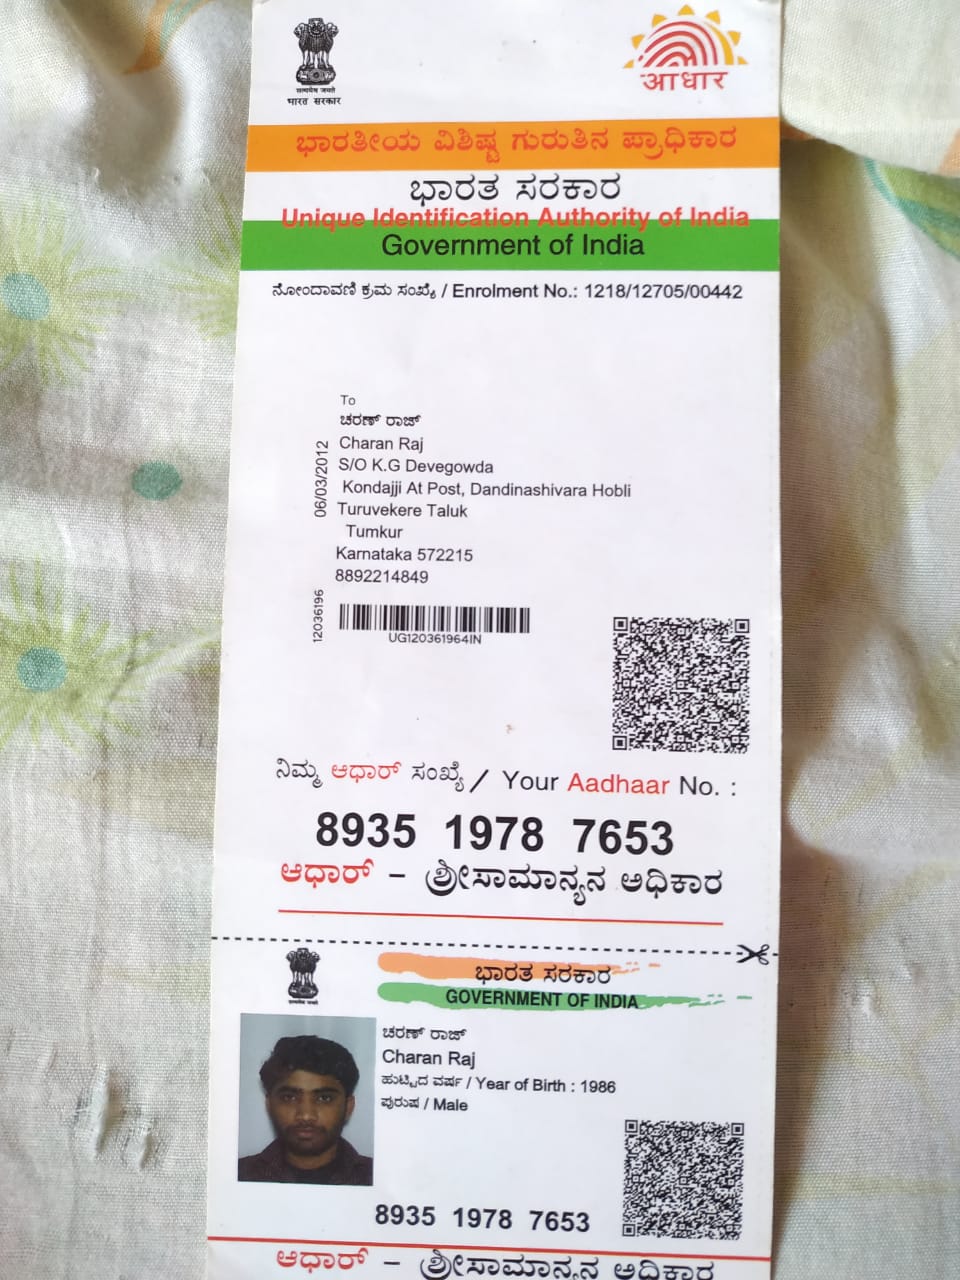 सत्यमेव जयते
भारत सरकार
आधार
ಭಾರತೀಯ ವಿಶಿಷ್ಟ ಗುರುತಿನ ಪ್ರಾಧಿಕಾರ
ಭಾರತ ಸರಕಾರ
Unique Identification Authority of India
Government of India
ನೋಂದಾವಣಿ ಕ್ರಮ ಸಂಖ್ಯೆ / Enrolment No.: 1218/12705/00442
To
ಚರಣ್ ರಾಜ್
Charan Raj
S/O K.G Devegowda
Kondajji At Post, Dandinashivara Hobli
Turuvekere Taluk
Tumkur
Karnataka 572215
8892214849
06/03/2012
12036196
UG120361964IN
ನಿಮ್ಮ ಆಧಾರ್ ಸಂಖ್ಯೆ / Your Aadhaar No. :
8935 1978 7653
ಆಧಾರ್ – ಶ್ರೀಸಾಮಾನ್ಯನ ಅಧಿಕಾರ
ಭಾರತ ಸರಕಾರ
GOVERNMENT OF INDIA
ಚರಣ್ ರಾಜ್
Charan Raj
ಹುಟ್ಟಿದ ವರ್ಷ / Year of Birth : 1986
ಪುರುಷ / Male
8935 1978 7653
ಆಧಾರ್ – ಶ್ರೀಸಾಮಾನ್ಯನ ಅಧಿಕಾರ